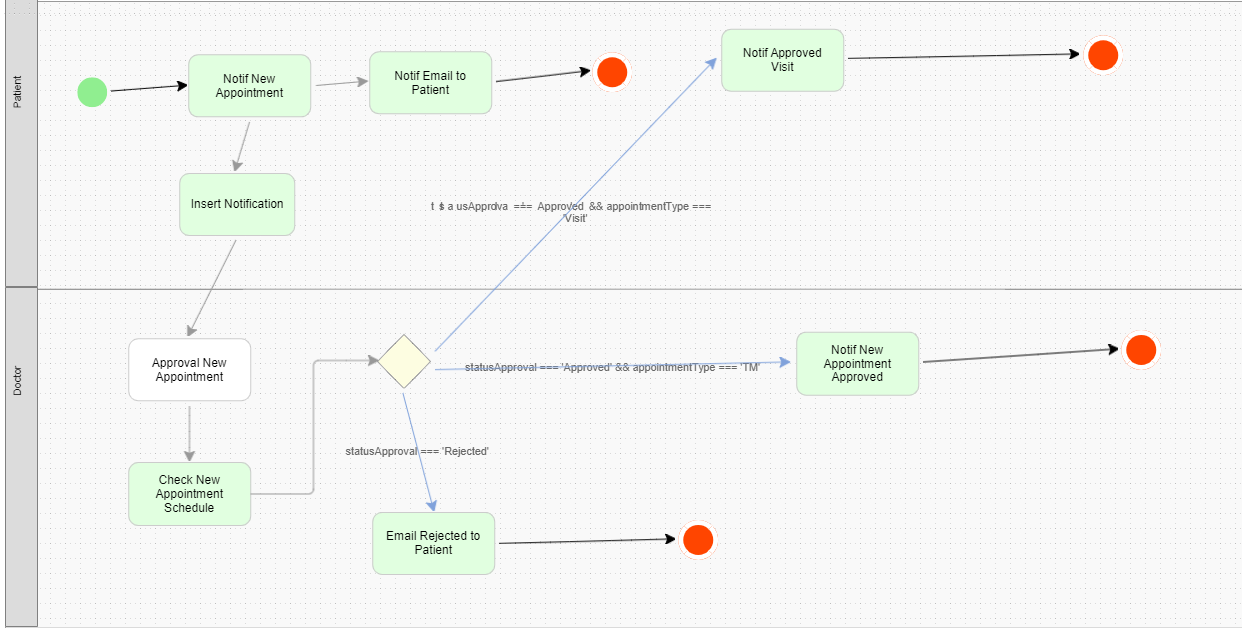 Patient
Notif New
Appointment
Notif Email to
Patient
Notif Approved
Visit
Insert Notification
=== Approved && appointmentType ===
'Visit'
Doctor
Approval New
Appointment
statusApproval === 'Approved' && appointmentType === 'TM'
Notif New
Appointment
Approved
statusApproval === 'Rejected'
Check New
Appointment
Schedule
Email Rejected to
Patient